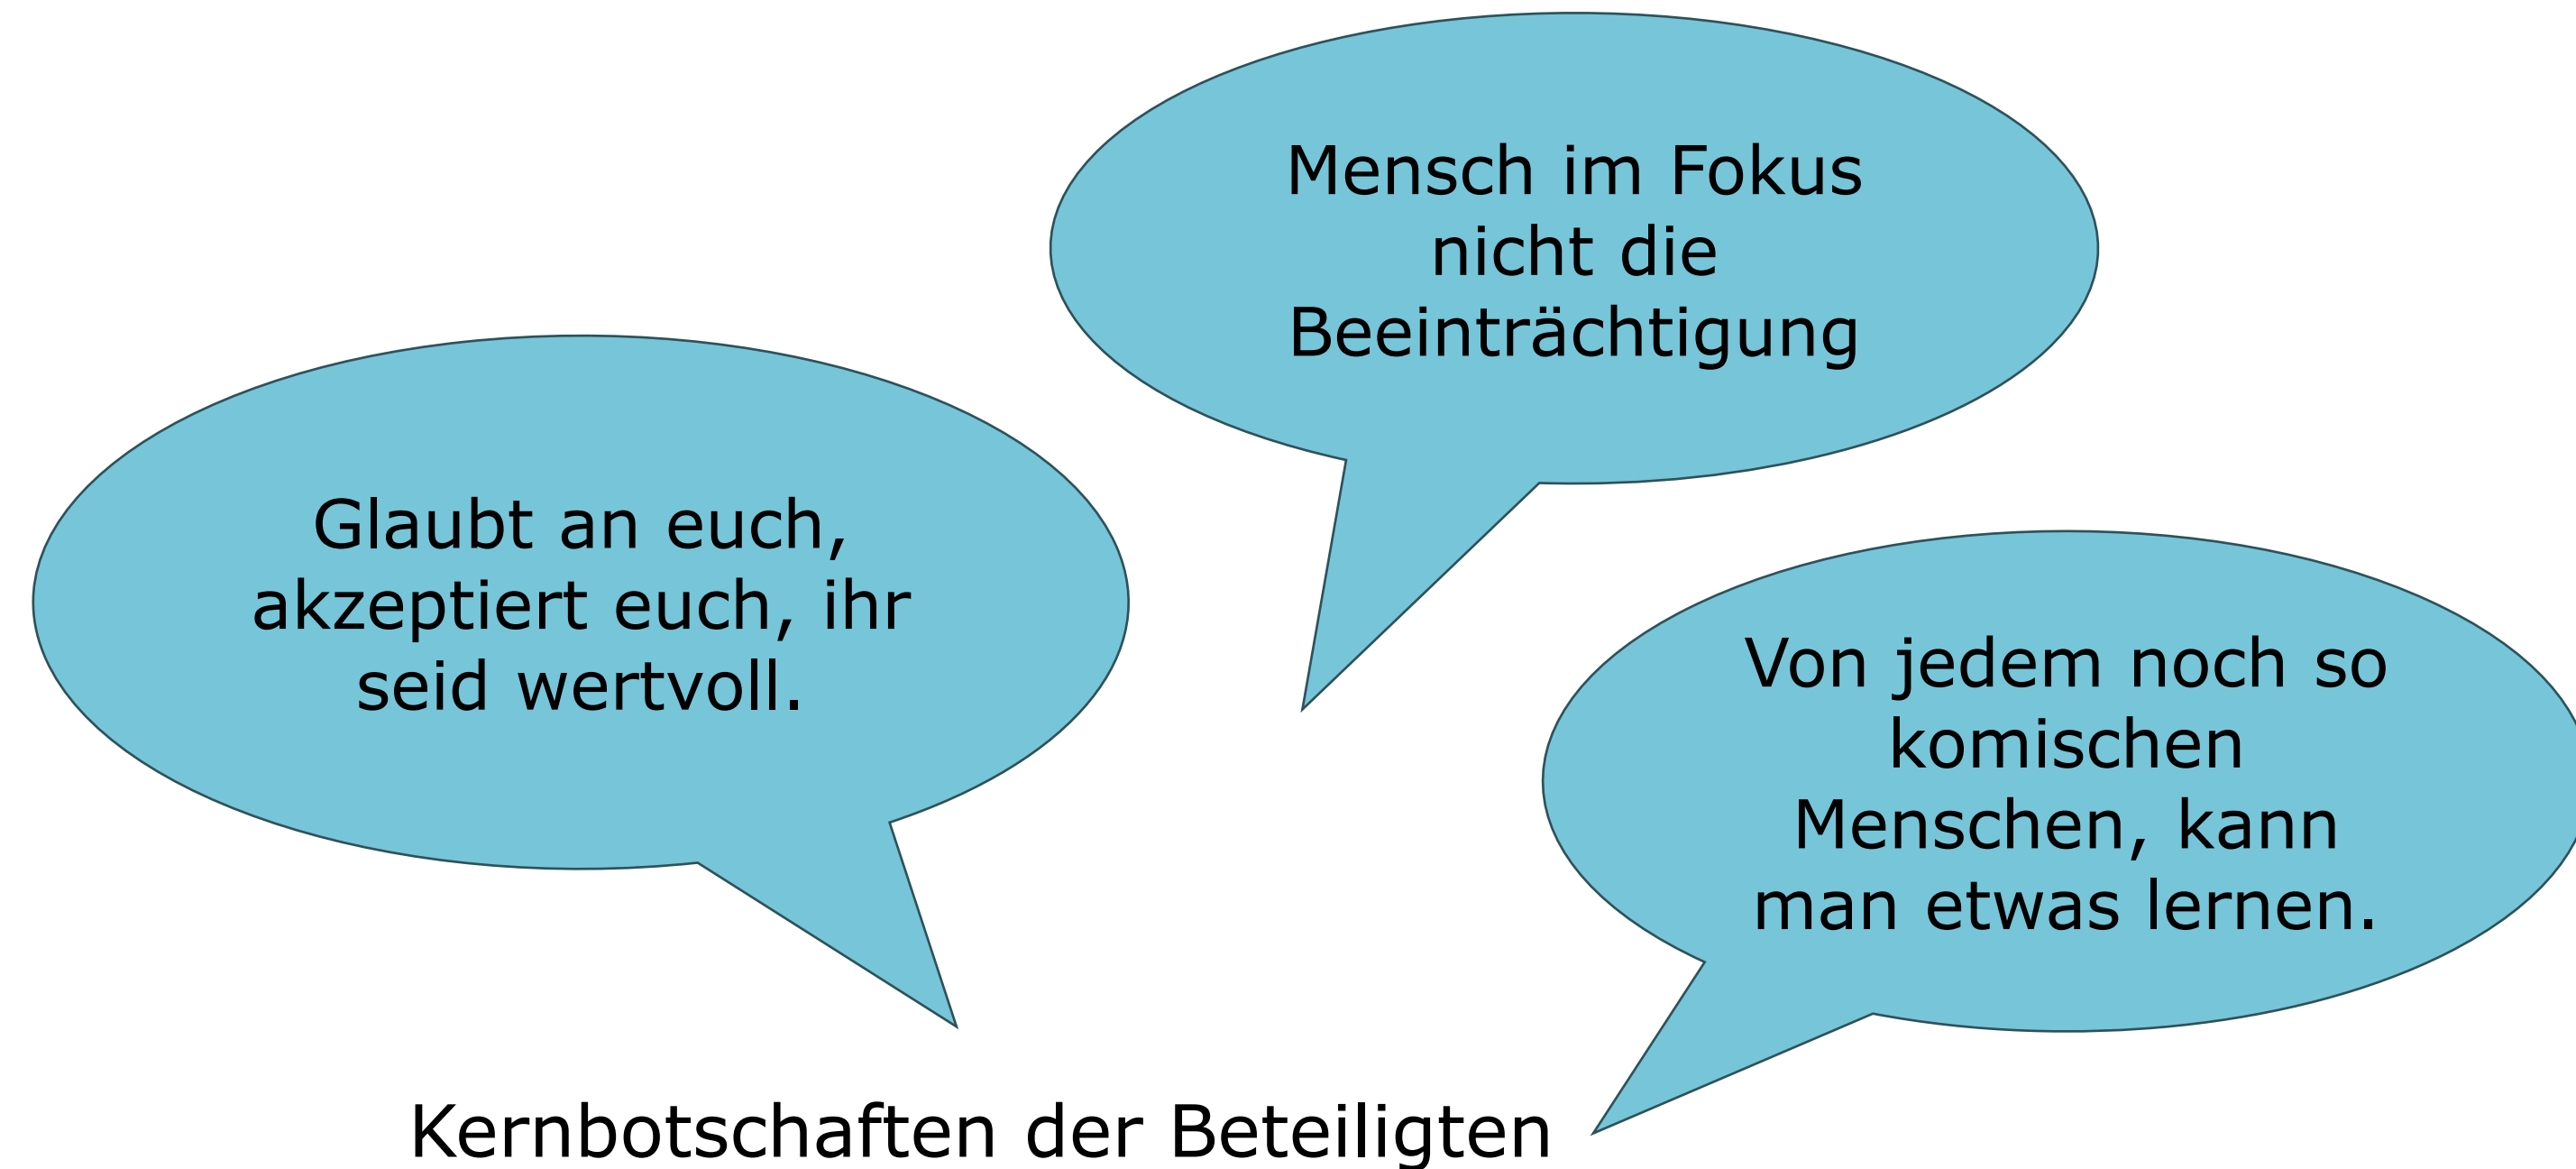 Mensch im Fokus
nicht die
Beeinträchtigung
Glaubt an euch,
akzeptiert euch, ihr
seid wertvoll.
Von jedem noch so
komischen
Menschen, kann
man etwas lernen.
Kernbotschaften der Beteiligten